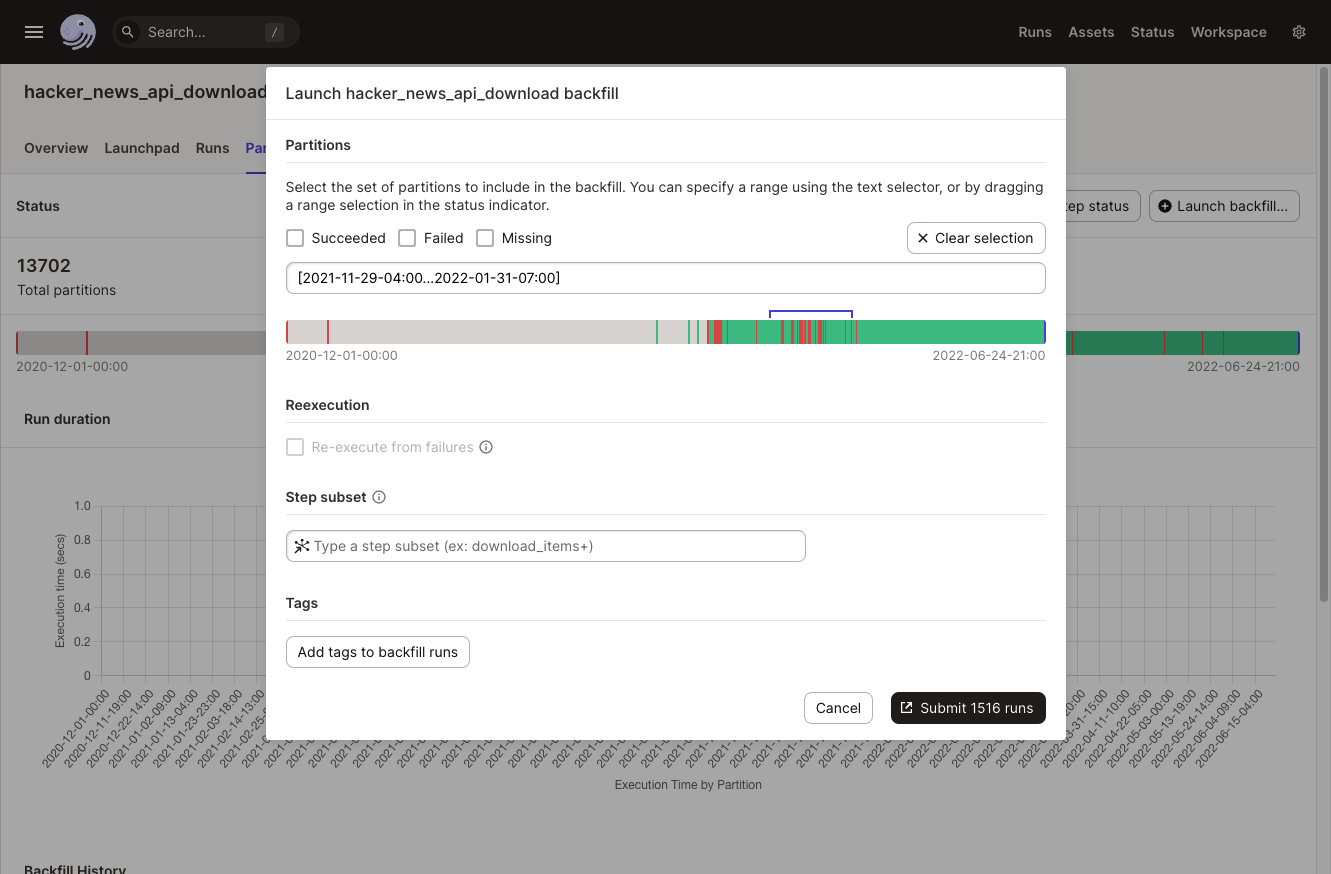 Search...
/
Runs
Assets
Status
Workspace
hacker_news_api_download
Overview
Launchpad
Runs
Par
Status
ep status
Launch backfill...
13702
Total partitions
2020-12-01-00:00
2022-06-24-21:00
Run duration
Launch hacker_news_api_download backfill
Partitions
Select the set of partitions to include in the backfill. You can specify a range using the text selector, or by dragging
a range selection in the status indicator.
Succeeded
Failed
Missing
Clear selection
[2021-11-29-04:00...2022-01-31-07:00]
2020-12-01-00:00
2022-06-24-21:00
Reexecution
Re-execute from failures
Step subset
Type a step subset (ex: download_items+)
Tags
Add tags to backfill runs
Cancel
Submit 1516 runs
Execution time (secs)
1.0
0.8
0.6
0.4
0.2
0
2020-12-01-00:00
2020-12-11-19:00
2020-12-22-14:00
2021-01-02-09:00
2021-01-13-04:00
2021-01-23-23:00
2021-02-03-18:00
2021-02-14-13:00
2022-03-31-15:00
2022-04-11-10:00
2022-04-22-05:00
2022-05-03-00:00
2022-05-13-19:00
2022-05-24-14:00
2022-06-04-09:00
2022-06-15-04:00
Execution Time by Partition
Backfill History